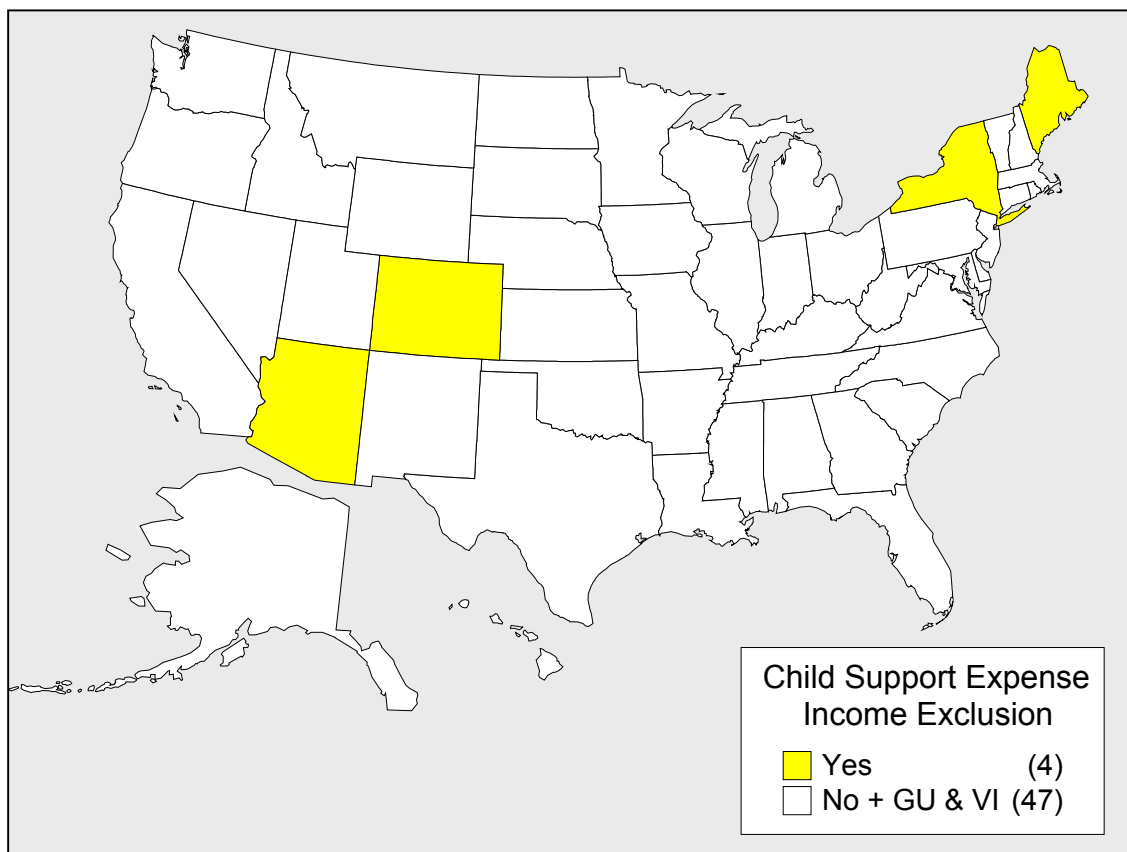 Child Support Expense
Income Exclusion
Yes (4)
No + GU & VI (47)